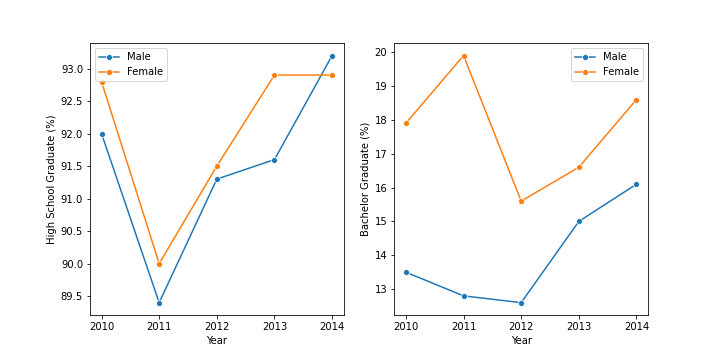 High School Graduate (%)
93.0
92.5
92.0
91.5
91.0
90.5
90.0
89.5
2010 2011 2012 2013 2014
Year
Male
Female
Bachelor Graduate (%)
20
19
18
17
16
15
14
13
2010 2011 2012 2013 2014
Year
Male
Female